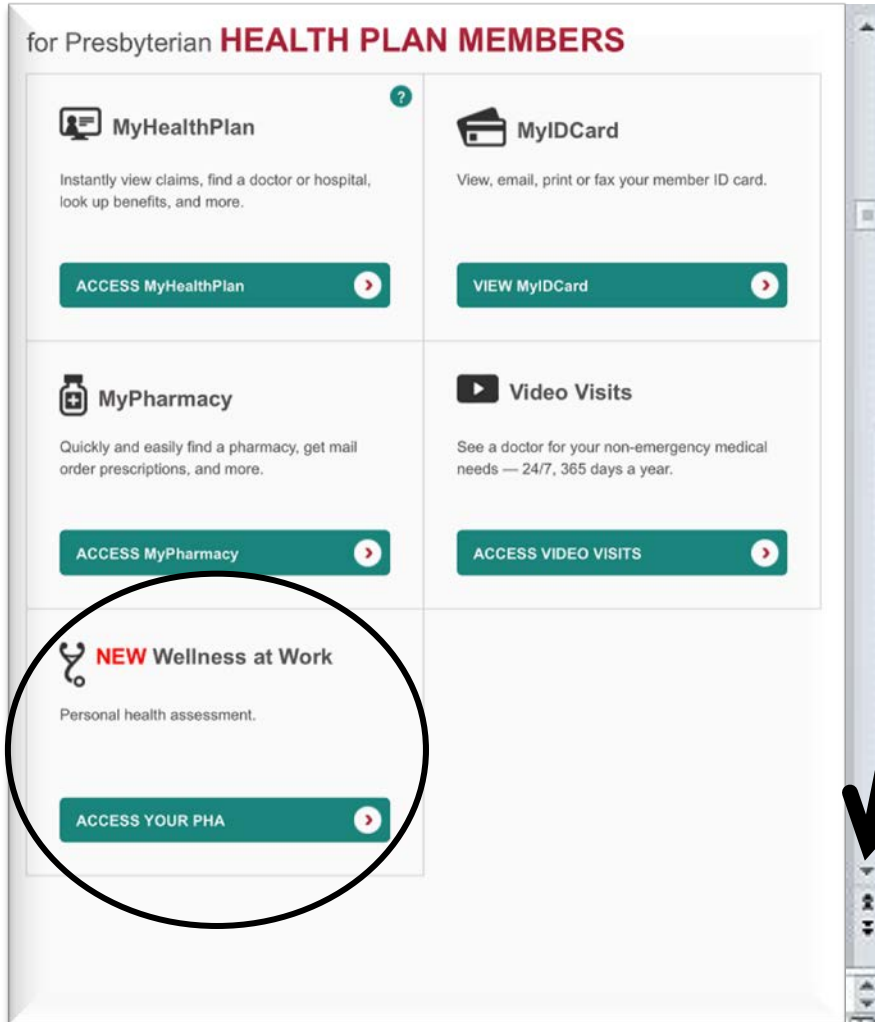 for Presbyterian HEALTH PLAN MEMBERS
?
MyHealthPlan
Instantly view claims, find a doctor or hospital,
look up benefits, and more.
ACCESS MyHealthPlan
MyIDCard
View, email, print or fax your member ID card.
VIEW MyIDCard
MyPharmacy
Quickly and easily find a pharmacy, get mail
order prescriptions, and more.
ACCESS MyPharmacy
Video Visits
See a doctor for your non-emergency medical
needs — 24/7, 365 days a year.
ACCESS VIDEO VISITS
NEW Wellness at Work
Personal health assessment.
ACCESS YOUR PHA